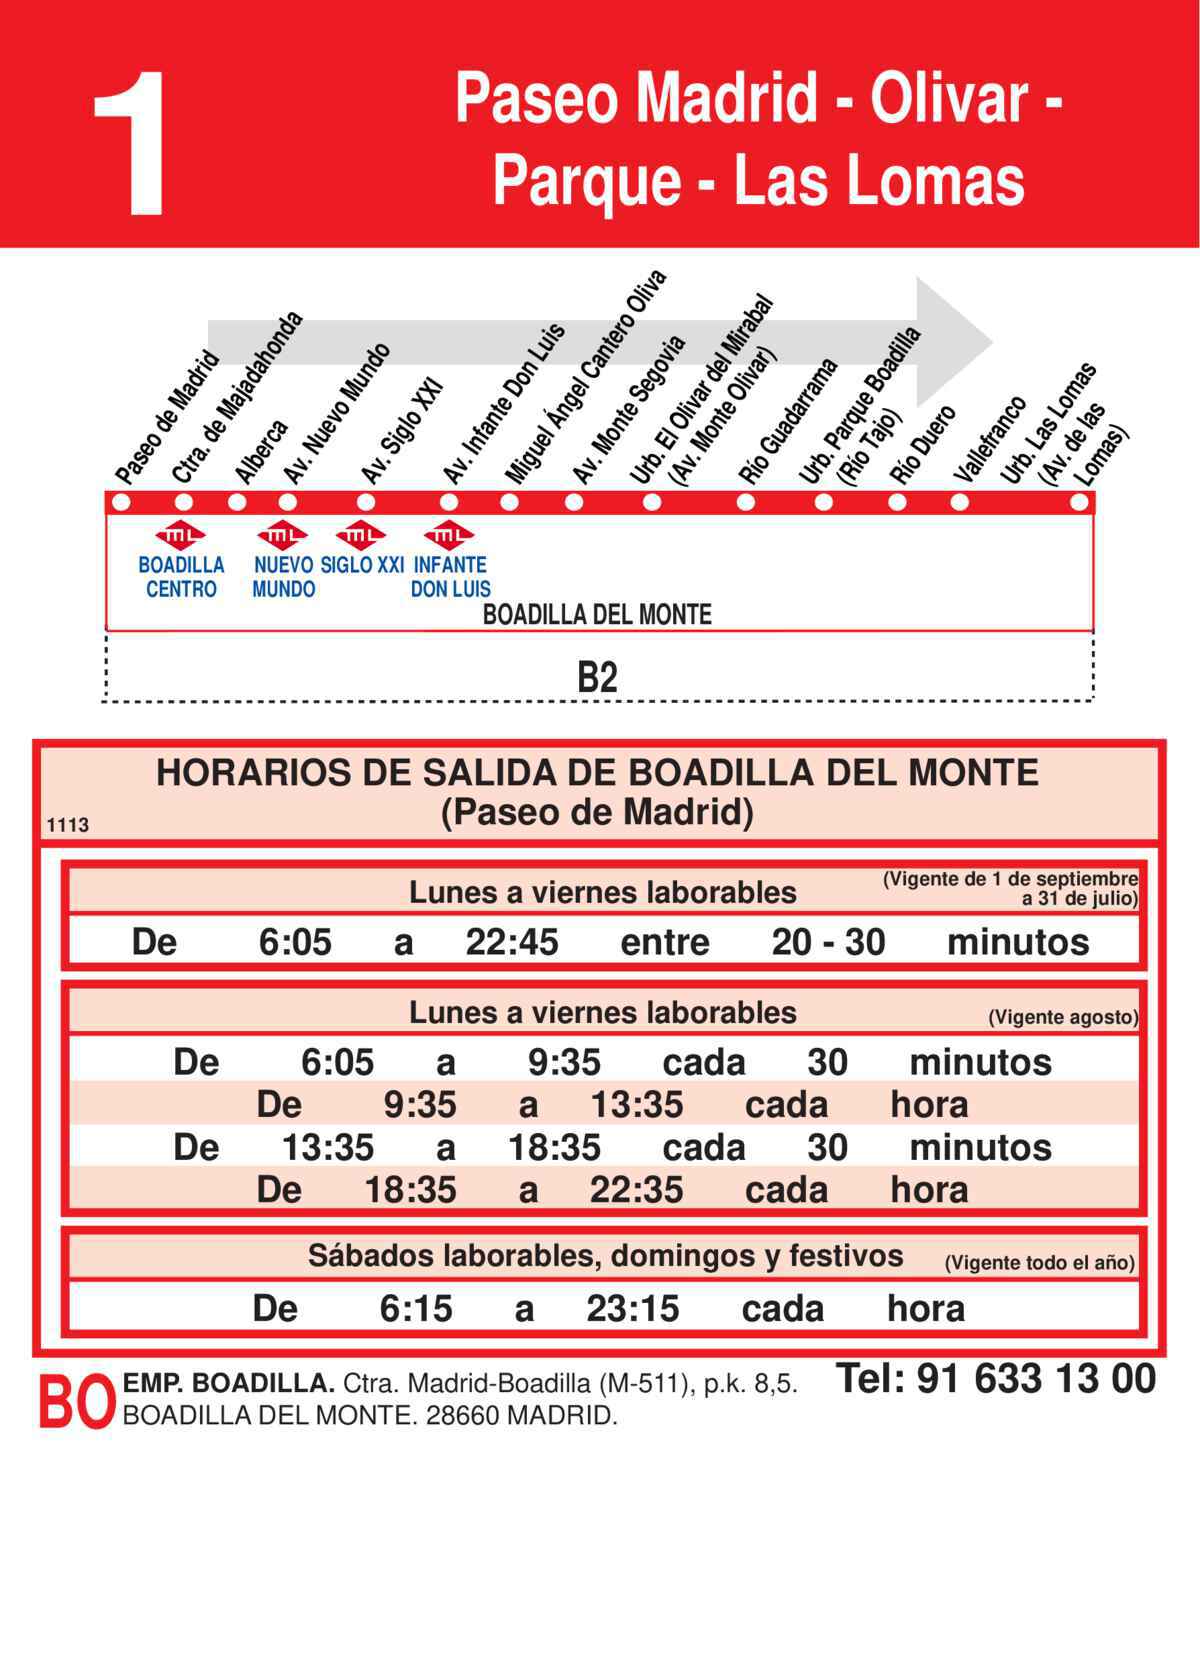 1
Paseo Madrid - Olivar -
Parque - Las Lomas
Paseo de Madrid
Ctra. de Majadahonda
Alberca
Av. Nuevo Mundo
Av. Siglo XXI
Av. Infante Don Luis
Miguel Ángel Cantero Oliva
Av. Monte Segovia
Urb. El Olivar del Mirabal
(Av. Monte Olivar)
Río Guadarrama
Urb. Parque Boadilla
(Río Tajo)
Río Duero
Vallefranco
Urb. Las Lomas
(Av. de las
Lomas)
ML ML ML ML
BOADILLA
CENTRO
NUEVO
MUNDO
SIGLO XXI
INFANTE
DON LUIS
BOADILLA DEL MONTE
B2
HORARIOS DE SALIDA DE BOADILLA DEL MONTE
(Paseo de Madrid)
1113
Lunes a viernes laborables (Vigente de 1 de septiembre
a 31 de julio)
De 6:05 a 22:45 entre 20 - 30 minutos
Lunes a viernes laborables (Vigente agosto)
De 6:05 a 9:35 cada 30 minutos
De 9:35 a 13:35 cada hora
De 13:35 a 18:35 cada 30 minutos
De 18:35 a 22:35 cada hora
Sábados laborables, domingos y festivos (Vigente todo el año)
De 6:15 a 23:15 cada hora
BO
EMP. BOADILLA. Ctra. Madrid-Boadilla (M-511), p.k. 8,5.
BOADILLA DEL MONTE. 28660 MADRID.
Tel: 91 633 13 00